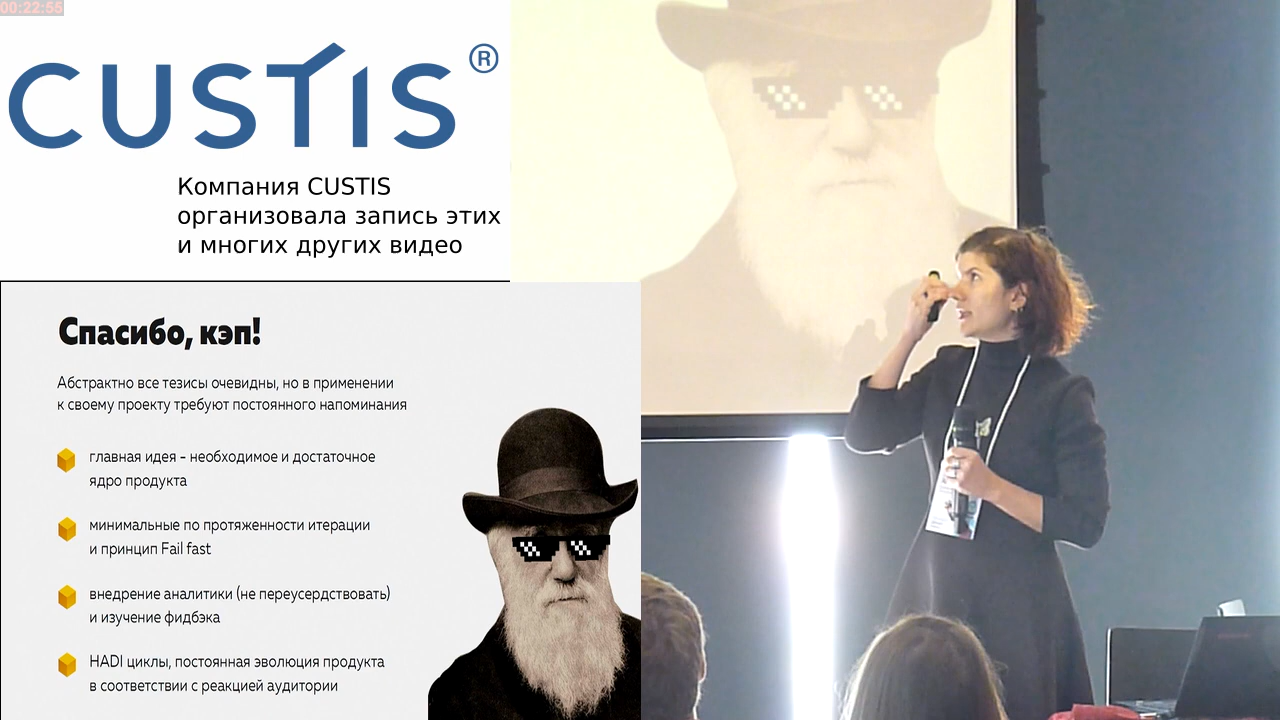 00:22:55
CUSTIS®
Компания CUSTIS
организовала запись этих
и многих других видео
Спасибо, кэп!
Абстрактно все тезисы очевидны, но в применении
к своему проекту требуют постоянного напоминания
главная идея - необходимое и достаточное
ядро продукта
минимальные по протяженности итерации
и принцип Fail fast
внедрение аналитики (не переусердствовать)
и изучение фидбэка
HADI циклы, постоянная эволюция продукта
в соответствии с реакцией аудитории